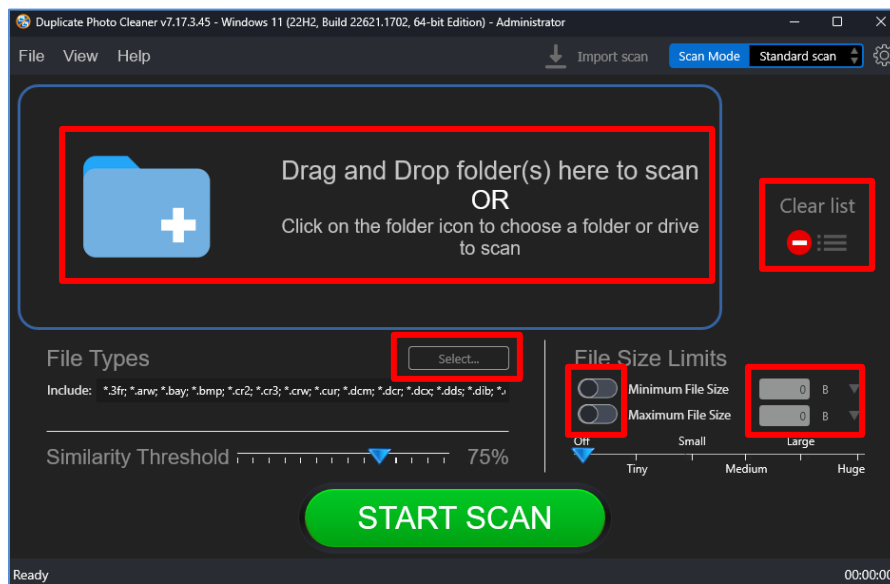 Duplicate Photo Cleaner v7.17.3.45 - Windows 11 (22H2, Build 22621.1702, 64-bit Edition) - Administrator
File View Help Import scan Scan Mode Standard scan
Drag and Drop folder(s) here to scan
OR
Click on the folder icon to choose a folder or drive
to scan
Clear list
File Types Select...
Include: *.3fr; *.arw; *.bay; *.bmp; *.cr2; *.cr3; *.crw; *.cur; *.dcm; *.dcr; *.dcx; *.dds; *.dib; *.
Similarity Threshold 75%
File Size Limits
Minimum File Size 0 B
Maximum File Size 0 B
Off Small Large
Tiny Medium Huge
START SCAN
Ready 00:00:00